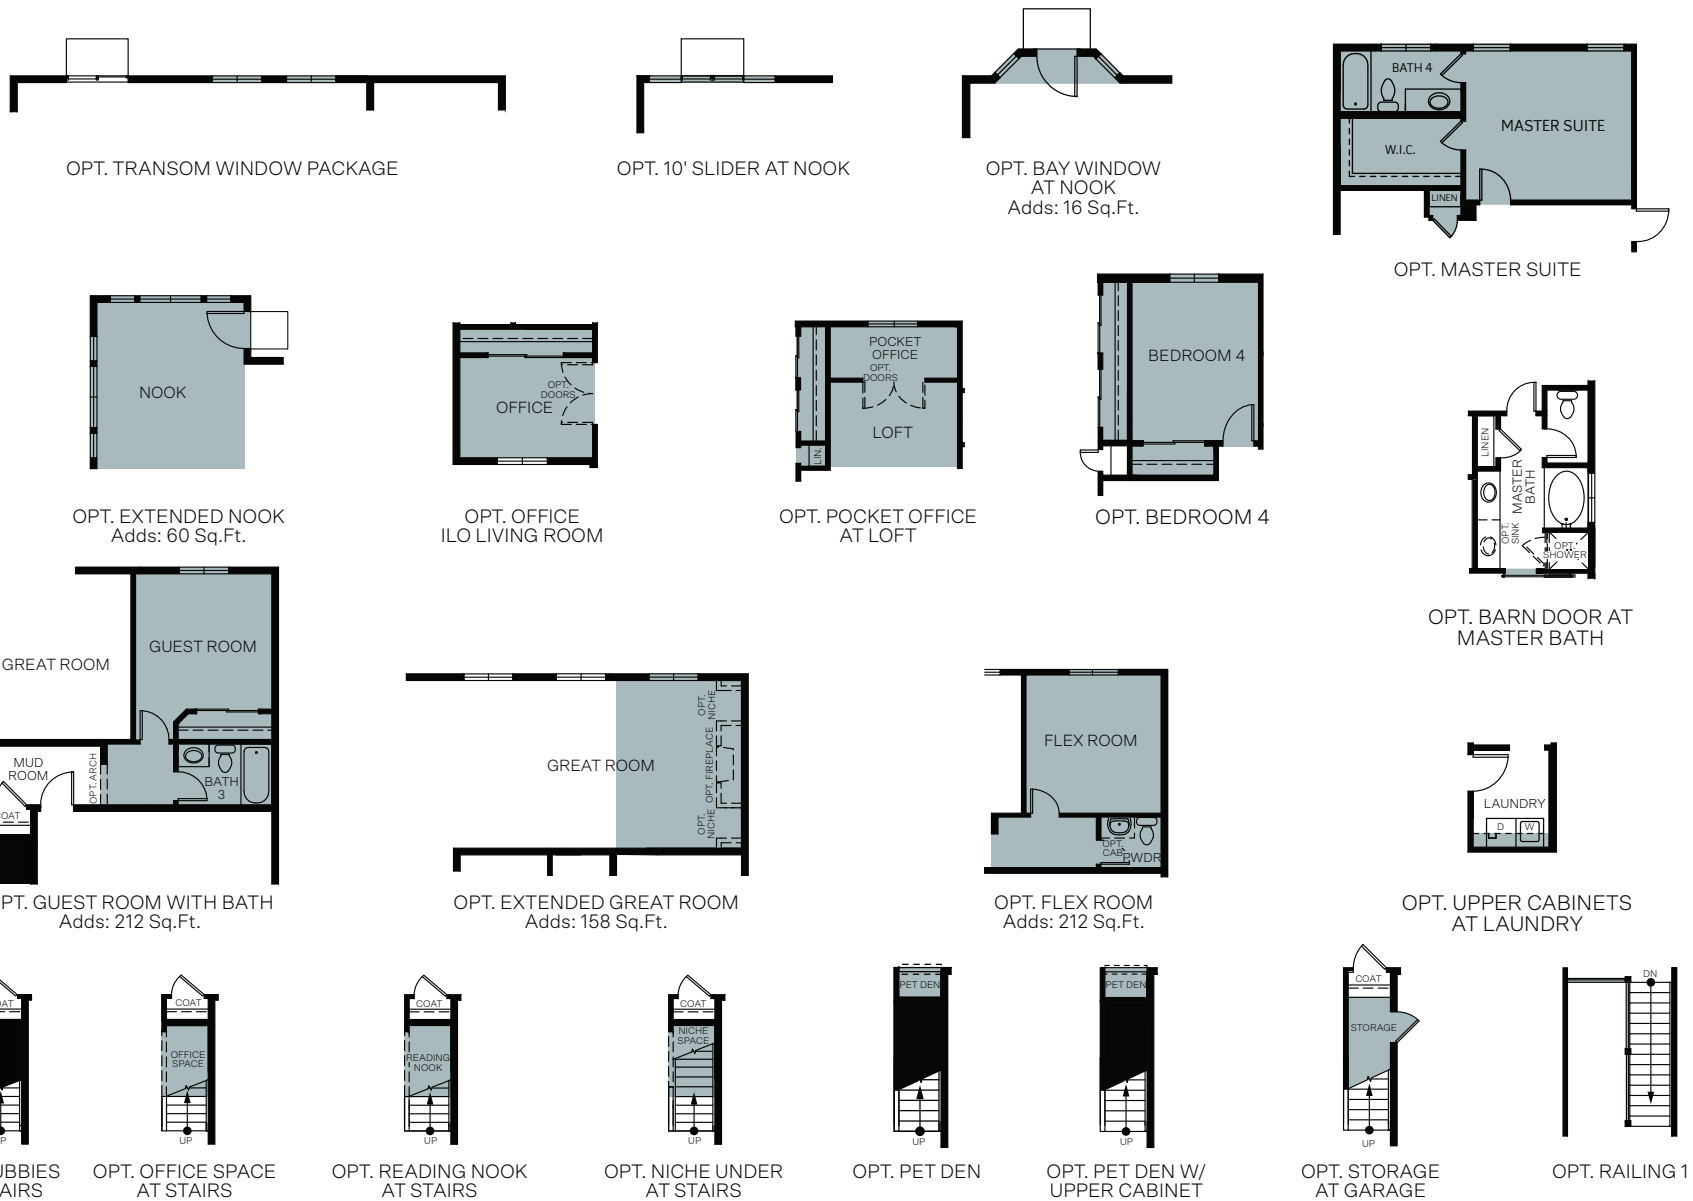 OPT. TRANSOM WINDOW PACKAGE
OPT. 10' SLIDER AT NOOK
OPT. BAY WINDOW
AT NOOK
Adds: 16 Sq.Ft.
BATH 4
MASTER SUITE
W.I.C.
LINEN
OPT. MASTER SUITE
NOOK
OPT. EXTENDED NOOK
Adds: 60 Sq.Ft.
OPT.
DOORS
OFFICE
OPT. OFFICE
ILO LIVING ROOM
POCKET
OFFICE
OPT.
DOORS
LOFT
LIN.
OPT. POCKET OFFICE
AT LOFT
BEDROOM 4
OPT. BEDROOM 4
LINEN
MASTER
BATH
OPT.
SINK
OPT.
SHOWER
OPT. BARN DOOR AT
MASTER BATH
GREAT ROOM
GUEST ROOM
MUD
ROOM
OPT. ARCH
BATH
3
OAT
PT. GUEST ROOM WITH BATH
Adds: 212 Sq.Ft.
GREAT ROOM
OPT.
NICHE
OPT. FIREPLACE
OPT.
NICHE
OPT. EXTENDED GREAT ROOM
Adds: 158 Sq.Ft.
FLEX ROOM
OPT.
CAB.
PWDR
OPT. FLEX ROOM
Adds: 212 Sq.Ft.
LAUNDRY
D
W
OPT. UPPER CABINETS
AT LAUNDRY
OAT
P
UBBIES
AIRS
COAT
OFFICE
SPACE
UP
OPT. OFFICE SPACE
AT STAIRS
COAT
READING
NOOK
UP
OPT. READING NOOK
AT STAIRS
COAT
NICHE
SPACE
UP
OPT. NICHE UNDER
AT STAIRS
PET DEN
UP
OPT. PET DEN
PET DEN
UP
OPT. PET DEN W/
UPPER CABINET
COAT
STORAGE
UP
OPT. STORAGE
AT GARAGE
DN
OPT. RAILING 1